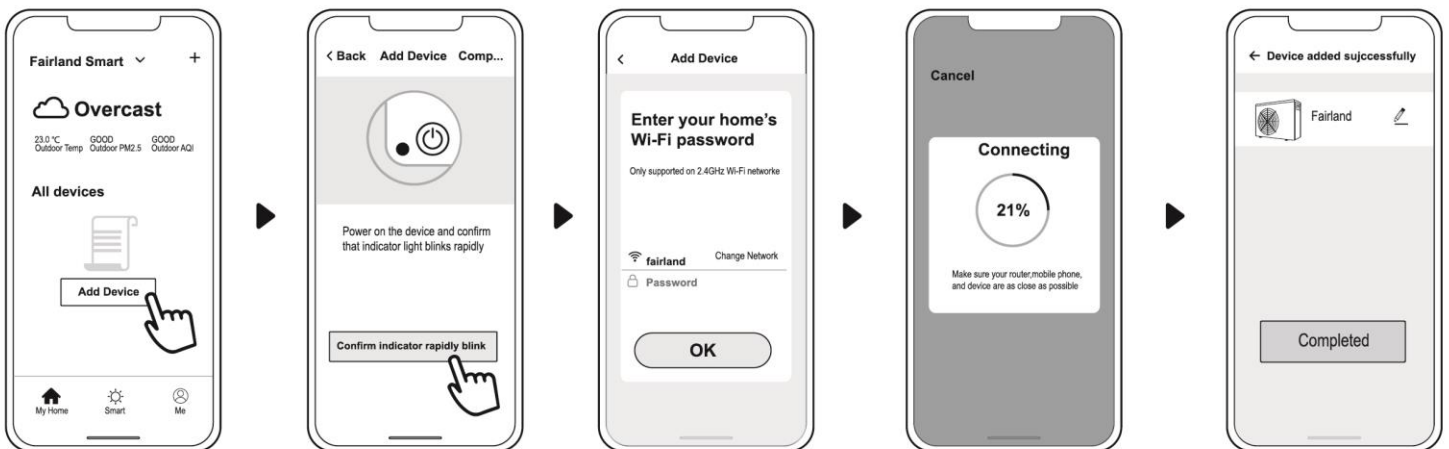 Fairland Smart
+
Overcast
23.0 ℃ GOOD GOOD
Outdoor Temp Outdoor PM2.5 Outdoor AQI
All devices
Add Device
My Home Smart Me
< Back Add Device Comp...
Power on the device and confirm
that indicator light blinks rapidly
Confirm indicator rapidly blink
< Add Device
Enter your home's
Wi-Fi password
Only supported on 2.4GHz Wi-Fi networke
fairland Change Network
Password
OK
Cancel
Connecting
21%
Make sure your router,mobile phone,
and device are as close as possible
← Device added sujccessfully
Fairland
Completed